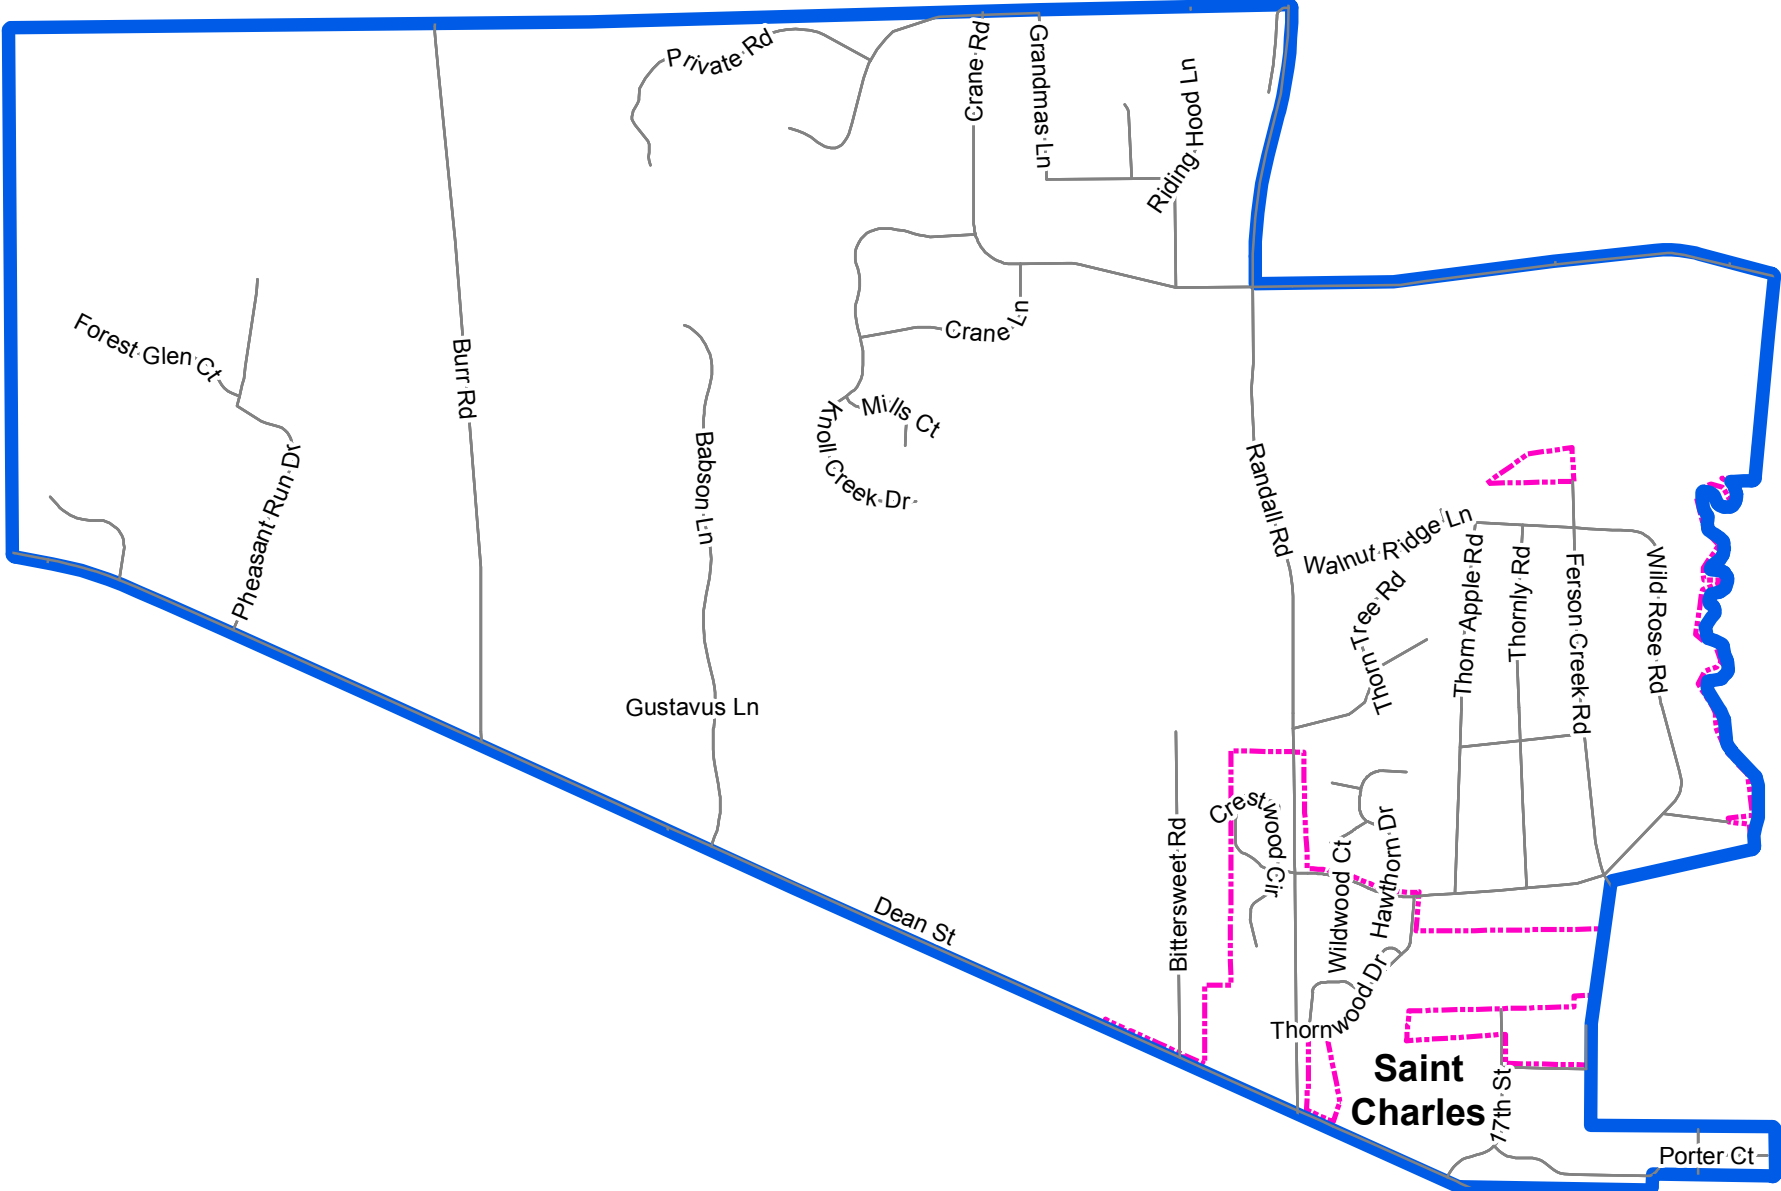 Private Rd
Crane Rd
Grandmas Ln
Riding Hood Ln
Forest Glen Ct
Burr Rd
Crane Ln
Mills Ct
Knoll Creek Dr
Babson Ln
Pheasant Run Dr
Randall Rd
Walnut Ridge Ln
Thorn Tree Rd
Thorn Apple Rd
Thornly Rd
Ferson Creek Rd
Wild Rose Rd
Gustavus Ln
Crestwood Cir
Bittersweet Rd
Wildwood Ct
Hawthorn Dr
Dean St
Thornwood Dr
Saint
Charles
17th St
Porter Ct